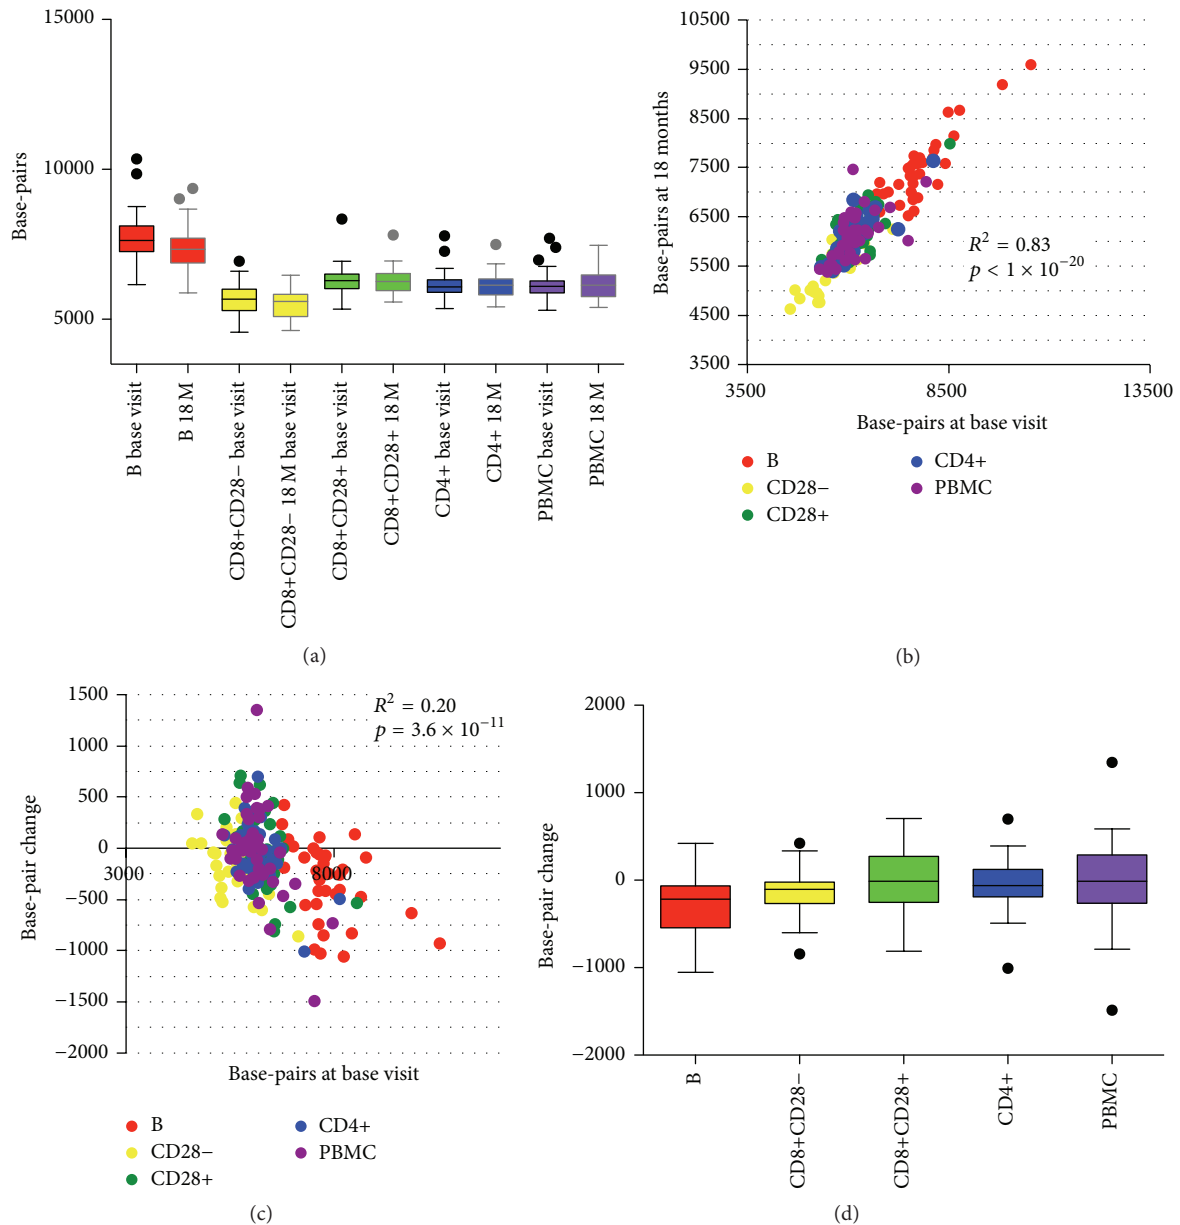 15000
10000
5000
Base-pairs
B base visit
B 18 M
CD8+CD28− base visit
CD8+CD28− 18 M base visit
CD8+CD28+ base visit
CD8+CD28+ 18 M
CD4+ base visit
CD4+ 18 M
PBMC base visit
PBMC 18 M
(a)
10500
9500
8500
7500
6500
5500
4500
3500
Base-pairs at 18 months
R² = 0.83
p < 1 × 10⁻²⁰
3500
8500
13500
Base-pairs at base visit
B
CD28−
CD28+
CD4+
PBMC
(b)
1500
1000
500
0
−500
−1000
−1500
−2000
Base-pair change
R² = 0.20
p = 3.6 × 10⁻¹¹
3000
8000
Base-pairs at base visit
B
CD28−
CD28+
CD4+
PBMC
(c)
2000
1000
0
−1000
−2000
Base-pair change
B
CD8+CD28−
CD8+CD28+
CD4+
PBMC
(d)